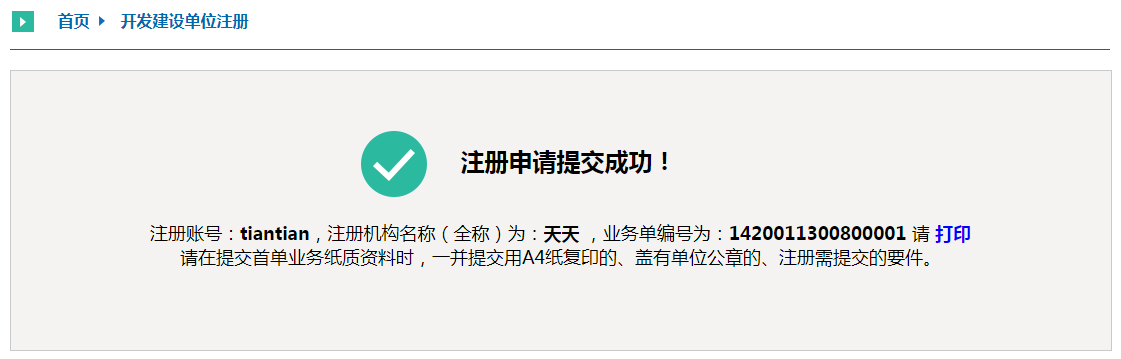 首页 开发建设单位注册
注册申请提交成功！
注册账号：tiantian，注册机构名称（全称）为：天天 ，业务单编号为：1420011300800001 请 打印
请在提交首单业务纸质资料时，一并提交用A4纸复印的、盖有单位公章的、注册需提交的要件。